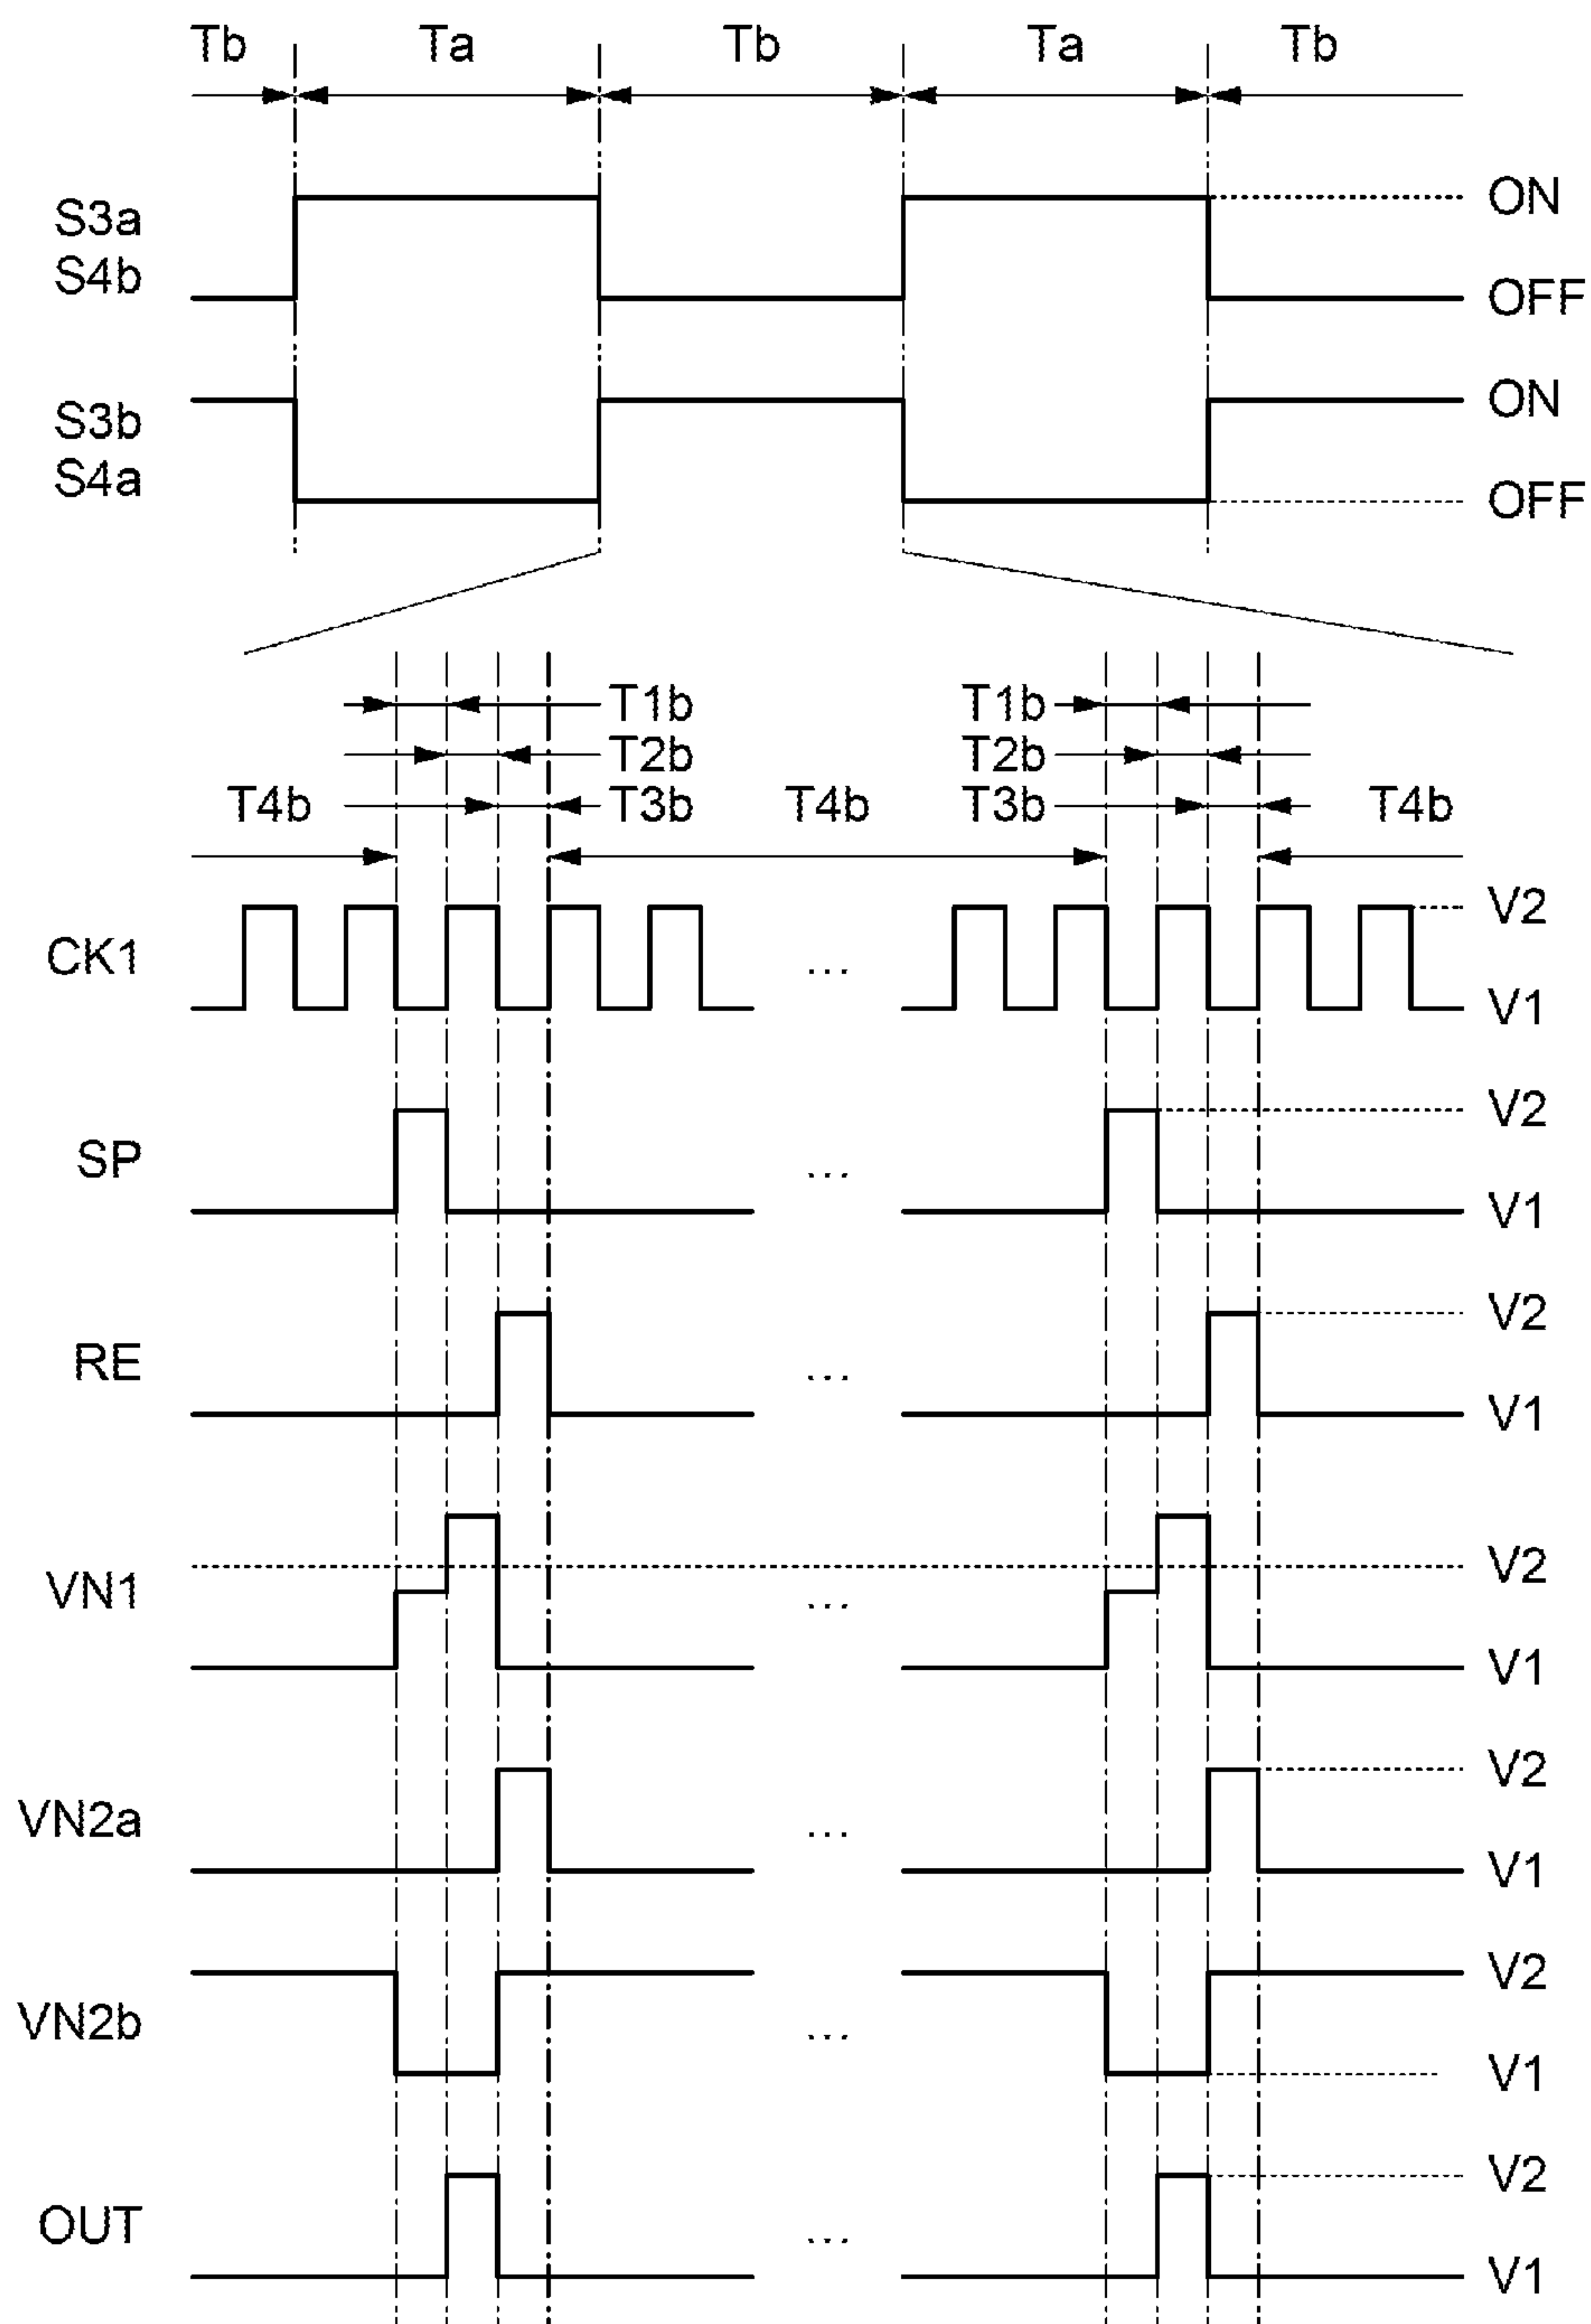 Tb Ta Tb Ta Tb
ON
S3a
S4b
OFF
ON
S3b
S4a
OFF
T1b T1b
T2b T2b
T4b T3b T4b T3b T4b
V2
CK1 ...
V1
V2
SP ...
V1
V2
RE ...
V1
V2
VN1 ...
V1
V2
VN2a ...
V1
V2
VN2b ...
V1
V2
OUT ...
V1